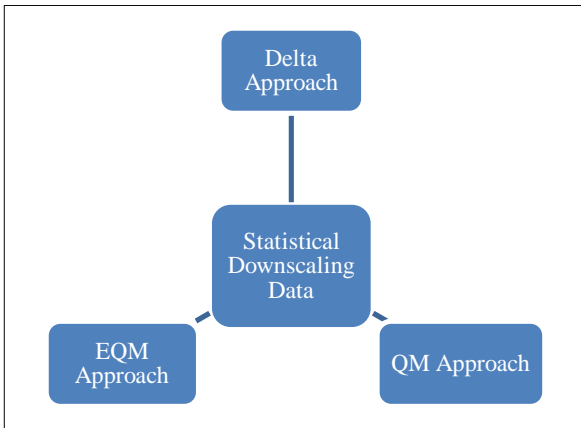 Delta
Approach
Statistical
Downscaling
Data
EQM
Approach
QM Approach